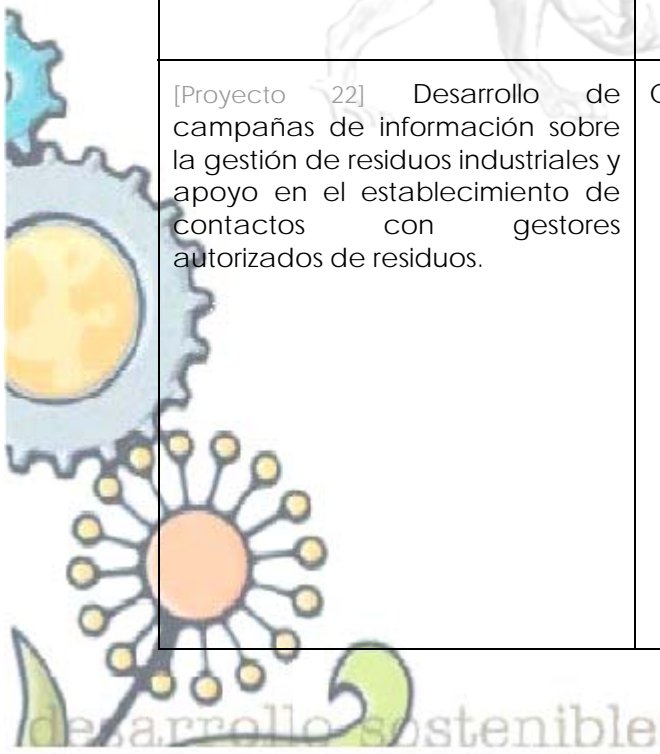 [Proyecto 22] Desarrollo de
campañas de información sobre
la gestión de residuos industriales y
apoyo en el establecimiento de
contactos con gestores
autorizados de residuos.
desarrollo sostenible